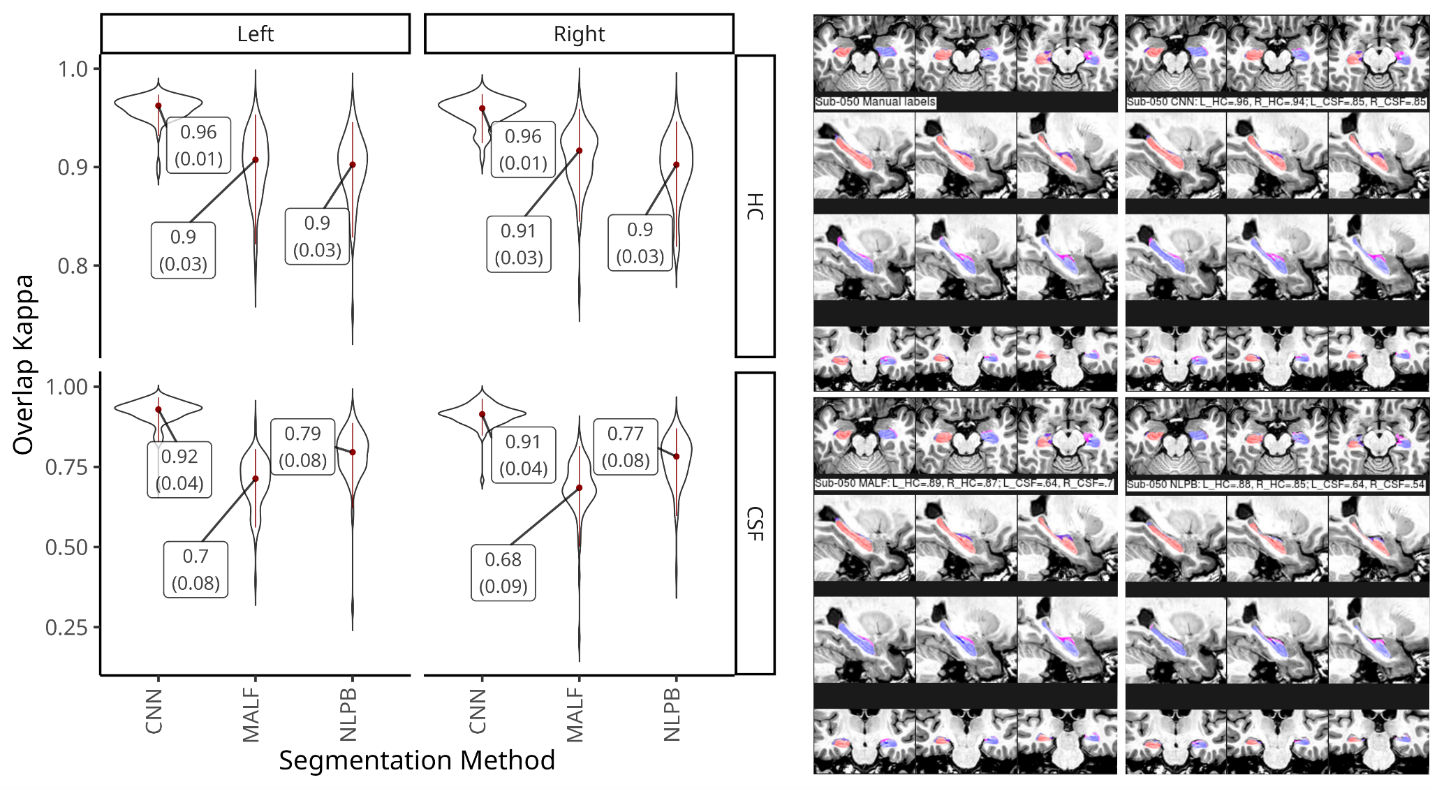 Left
Right
Overlap Kappa
HC
CSF
1.0
0.9
0.8
0.96
(0.01)
0.9
(0.03)
0.9
(0.03)
0.96
(0.01)
0.91
(0.03)
0.9
(0.03)
1.00
0.75
0.50
0.25
0.92
(0.04)
0.7
(0.08)
0.79
(0.08)
0.91
(0.04)
0.68
(0.09)
0.77
(0.08)
CNN
MALF
NLPB
CNN
MALF
NLPB
Segmentation Method
Sub-050 Manual labels
Sub-050 CNN: L_HC=.96, R_HC=.94; L_CSF=.85, R_CSF=.85
Sub-050 MALF: L_HC=.89, R_HC=.87; L_CSF=.64, R_CSF=.7
Sub-050 NLPB: L_HC=.88, R_HC=.85; L_CSF=.64, R_CSF=.54